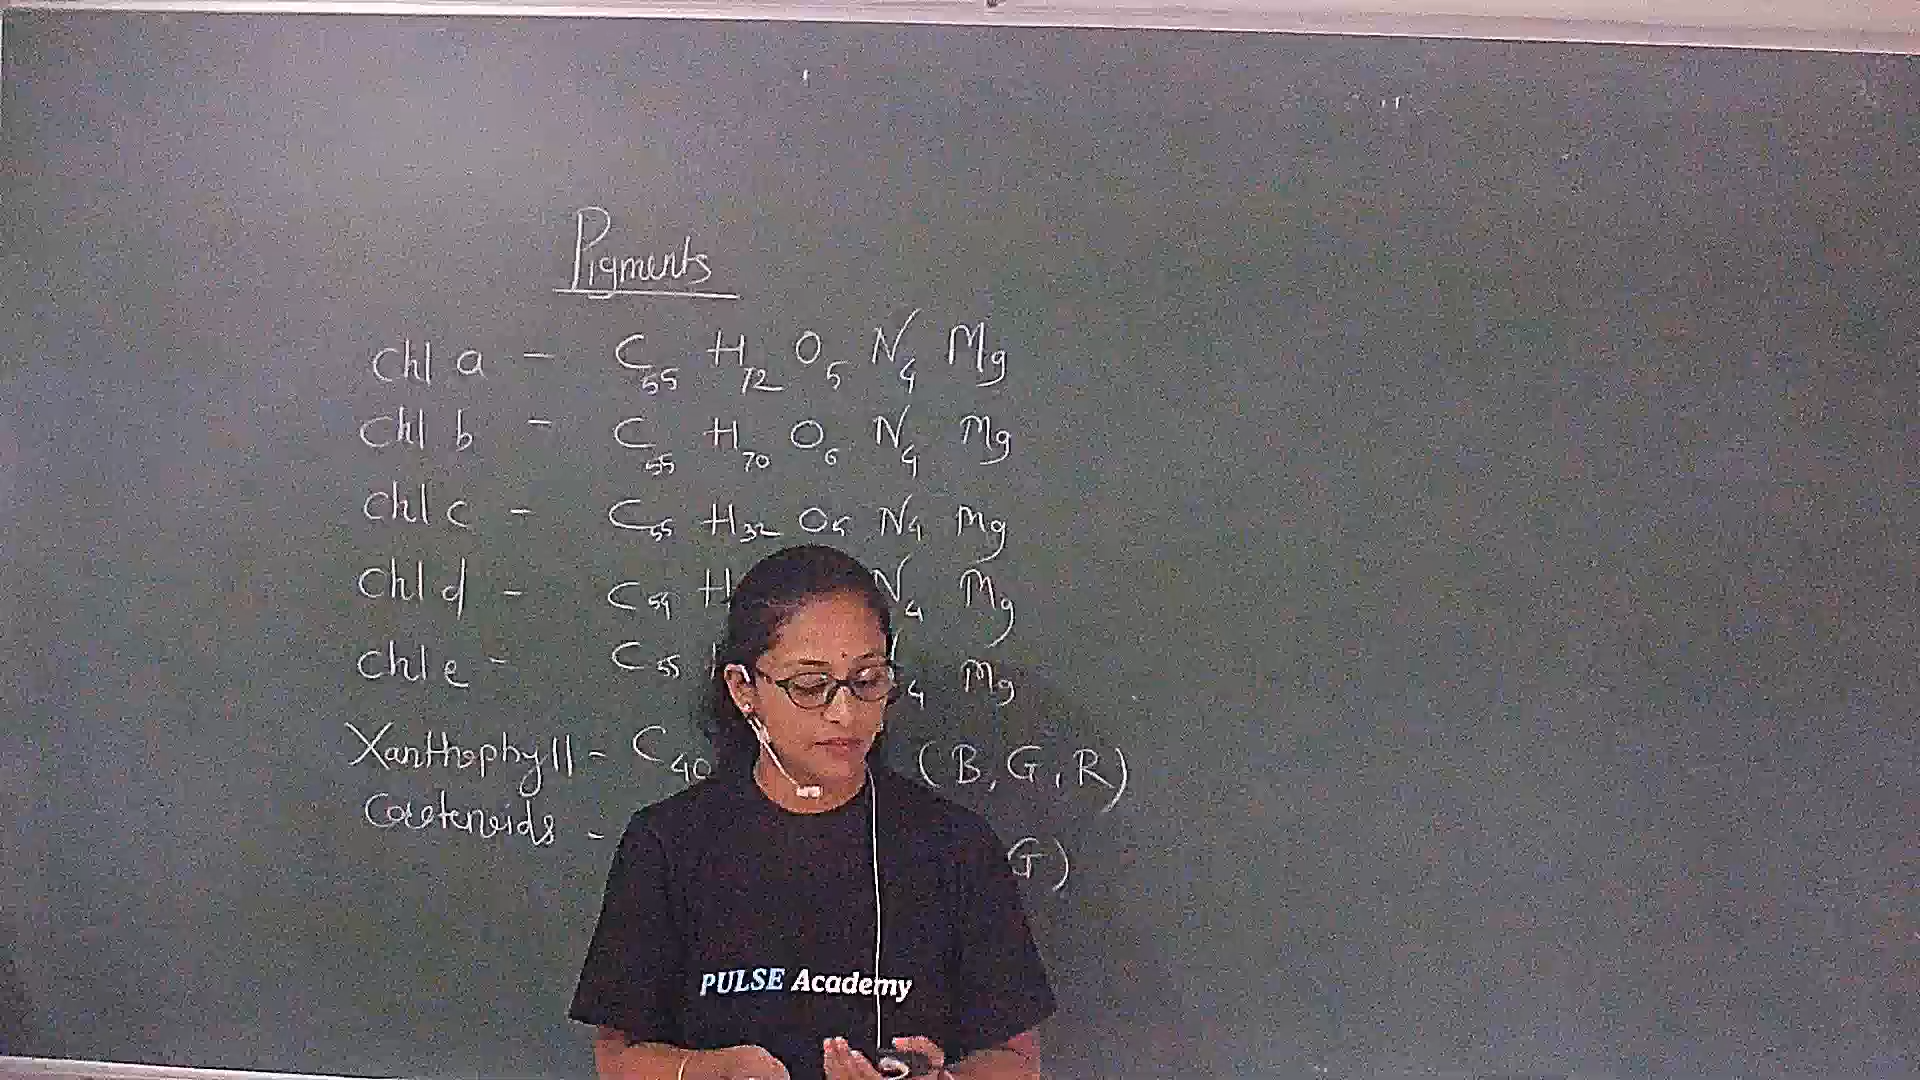 Pigments
Chl a - C55 H72 O5 N4 Mg
Chl b - C55 H70 O6 N4 Mg
Chl c - C55 H32 O5 N4 Mg
Chl d - C54 H N4 Mg
Chl e - C55 4 Mg
Xanthophyll - C40 (B, G, R)
Carotenoids - G)
PULSE Academy